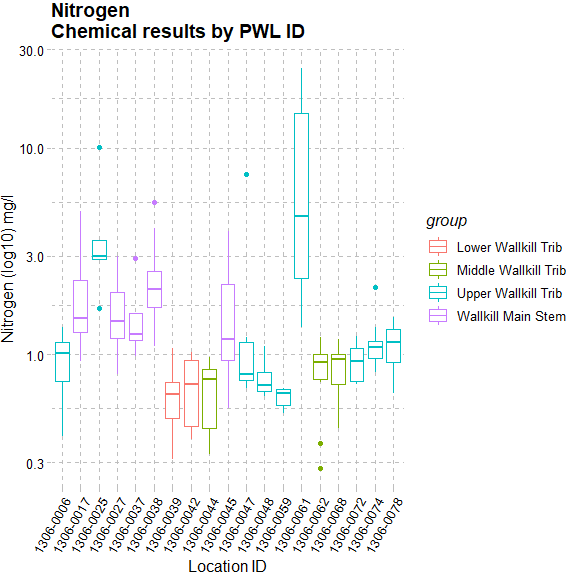 Nitrogen
Chemical results by PWL ID
Nitrogen (log10) mg/l
30.0
10.0
3.0
1.0
0.3
1306-0006
1306-0017
1306-0025
1306-0027
1306-0037
1306-0038
1306-0039
1306-0042
1306-0044
1306-0045
1306-0047
1306-0048
1306-0059
1306-0061
1306-0062
1306-0068
1306-0072
1306-0074
1306-0078
Location ID
group
Lower Wallkill Trib
Middle Wallkill Trib
Upper Wallkill Trib
Wallkill Main Stem